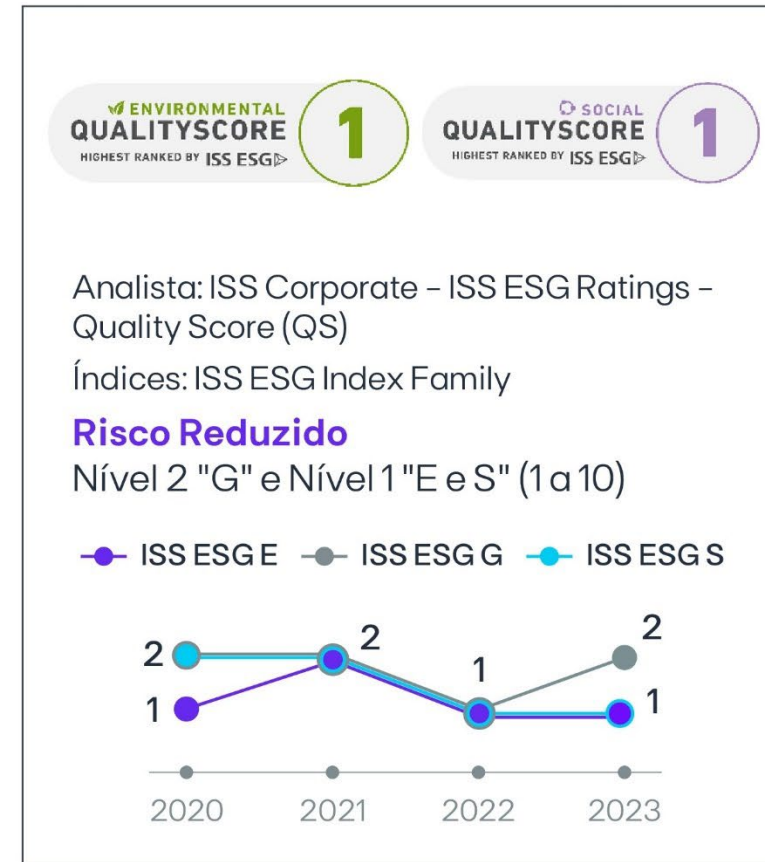 ENVIRONMENTAL
QUALITYSCORE
HIGHEST RANKED BY ISS ESG
1
SOCIAL
QUALITYSCORE
HIGHEST RANKED BY ISS ESG
1
Analista: ISS Corporate – ISS ESG Ratings –
Quality Score (QS)
Índices: ISS ESG Index Family
Risco Reduzido
Nível 2 "G" e Nível 1 "E e S" (1 a 10)
ISS ESG E ISS ESG G ISS ESG S
2 2 1 2
1 1
2020 2021 2022 2023